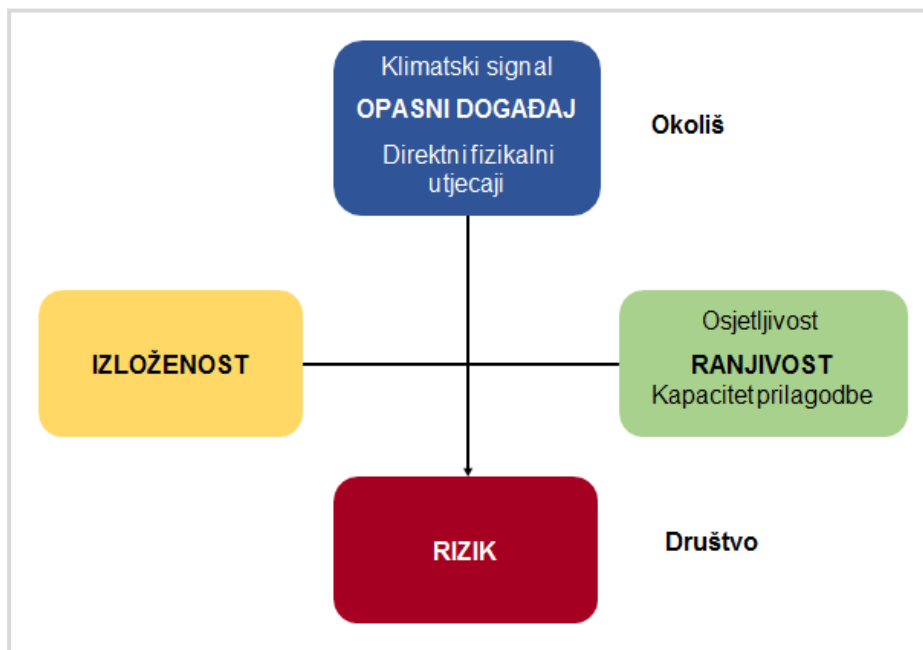 Klimatski signal
OPASNI DOGAĐAJ
Direktni fizikalni
utjecaji
Okoliš
IZLOŽENOST
Osjetljivost
RANJIVOST
Kapacitet prilagodbe
RIZIK
Društvo